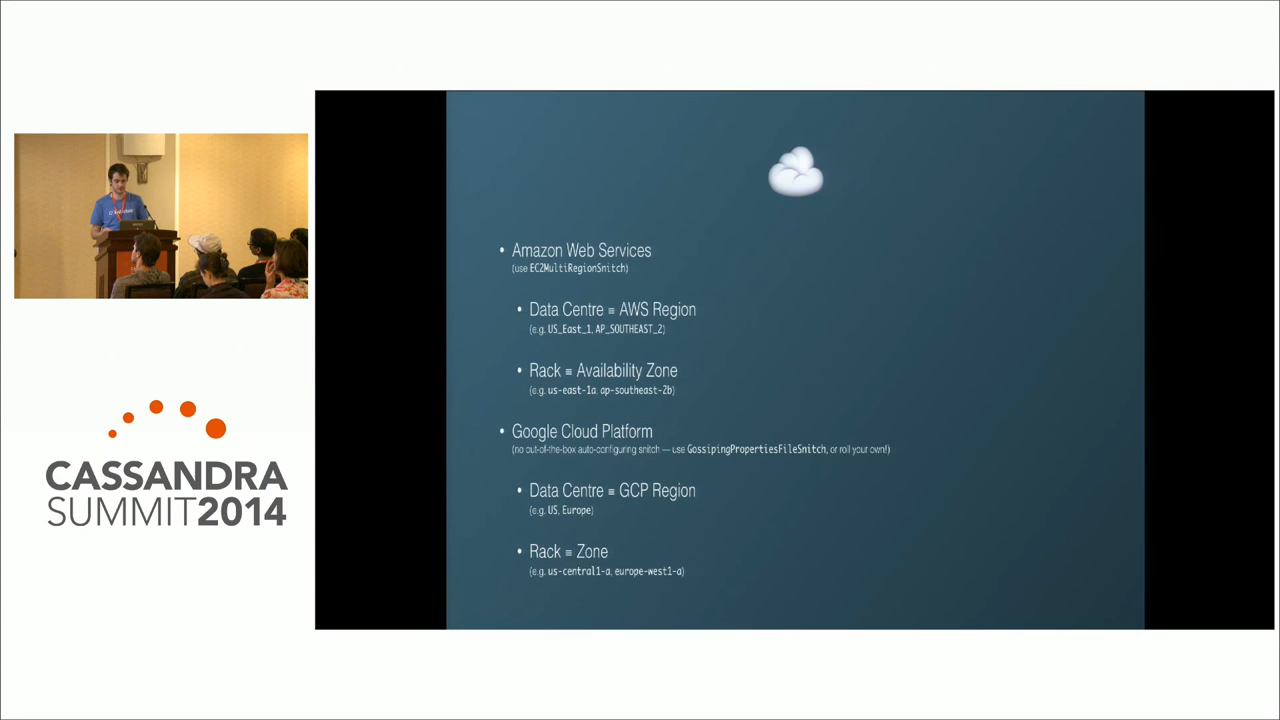 • Amazon Web Services
(use EC2MultiRegionSnitch)
• Data Centre ≡ AWS Region
(e.g. US_East_1, AP_SOUTHEAST_2)
• Rack ≡ Availability Zone
(e.g. us-east-1a, ap-southeast-2b)
• Google Cloud Platform
(no out-of-the-box auto-configuring snitch — use GossipingPropertiesFileSnitch, or roll your own!)
• Data Centre ≡ GCP Region
(e.g. US, Europe)
• Rack ≡ Zone
(e.g. us-central1-a, europe-west1-a)
CASSANDRA
SUMMIT2014